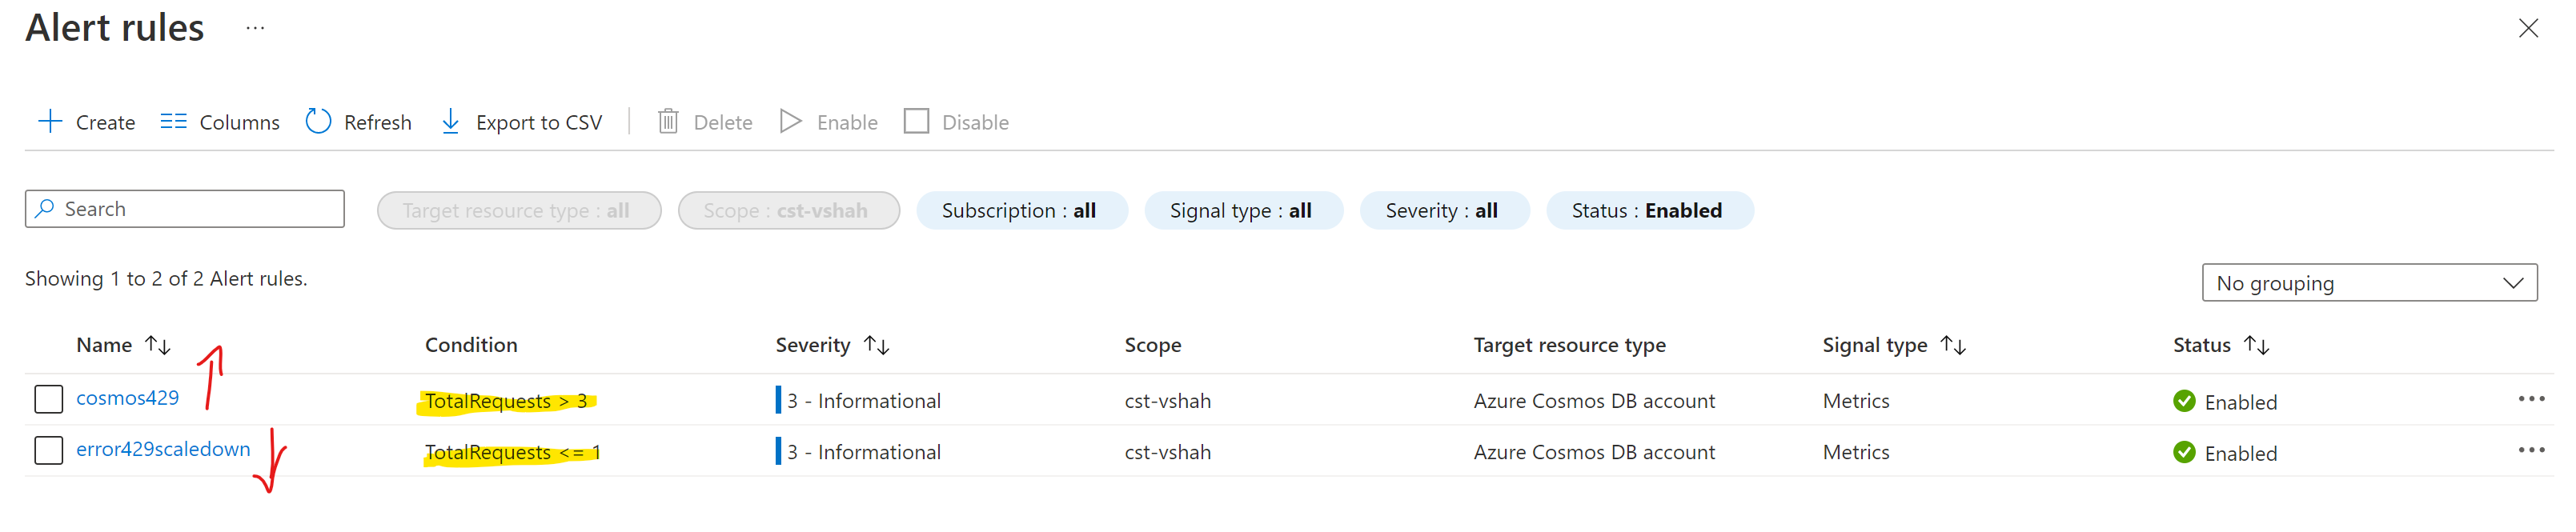 Alert rules ...
Create Columns Refresh Export to CSV Delete Enable Disable
Search Target resource type : all Scope : cst-vshah Subscription : all Signal type : all Severity : all Status : Enabled
Showing 1 to 2 of 2 Alert rules. No grouping
Name Condition Severity Scope Target resource type Signal type Status
cosmos429 TotalRequests > 3 3 - Informational cst-vshah Azure Cosmos DB account Metrics Enabled
error429scaledown TotalRequests <= 1 3 - Informational cst-vshah Azure Cosmos DB account Metrics Enabled